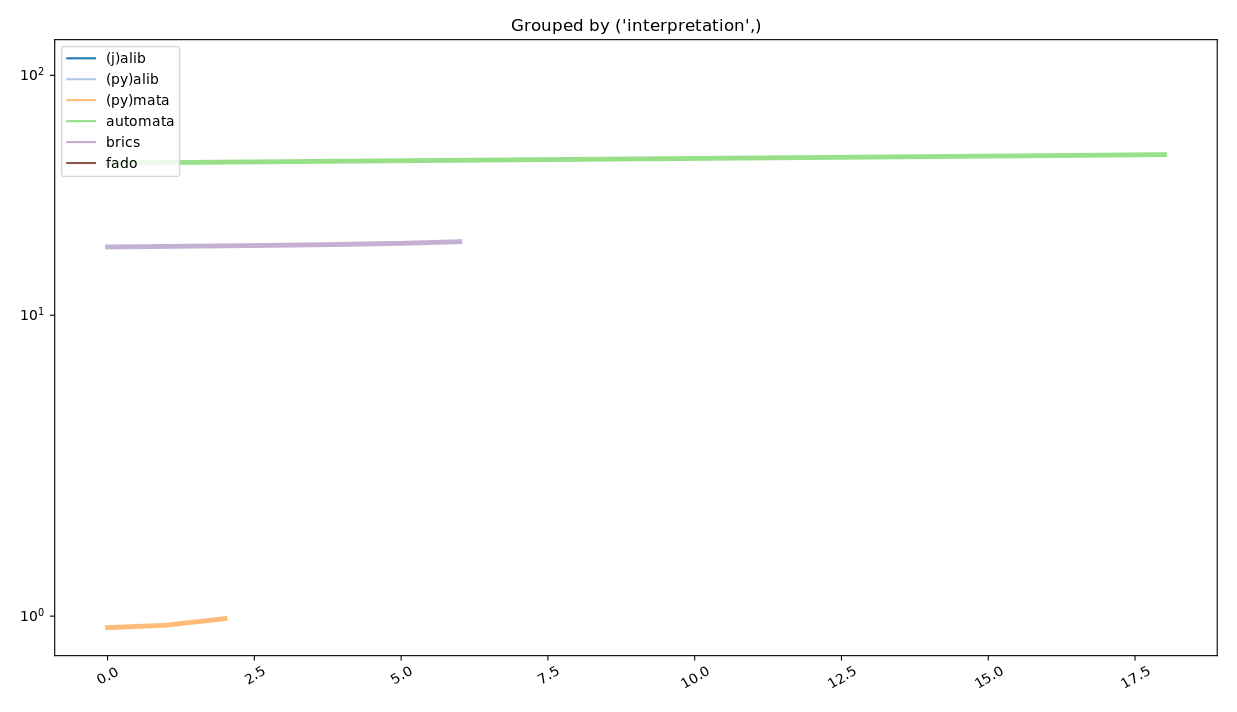 Grouped by ('interpretation',)
(j)alib
(py)alib
(py)mata
automata
brics
fado
10²
10¹
10⁰
0.0
2.5
5.0
7.5
10.0
12.5
15.0
17.5